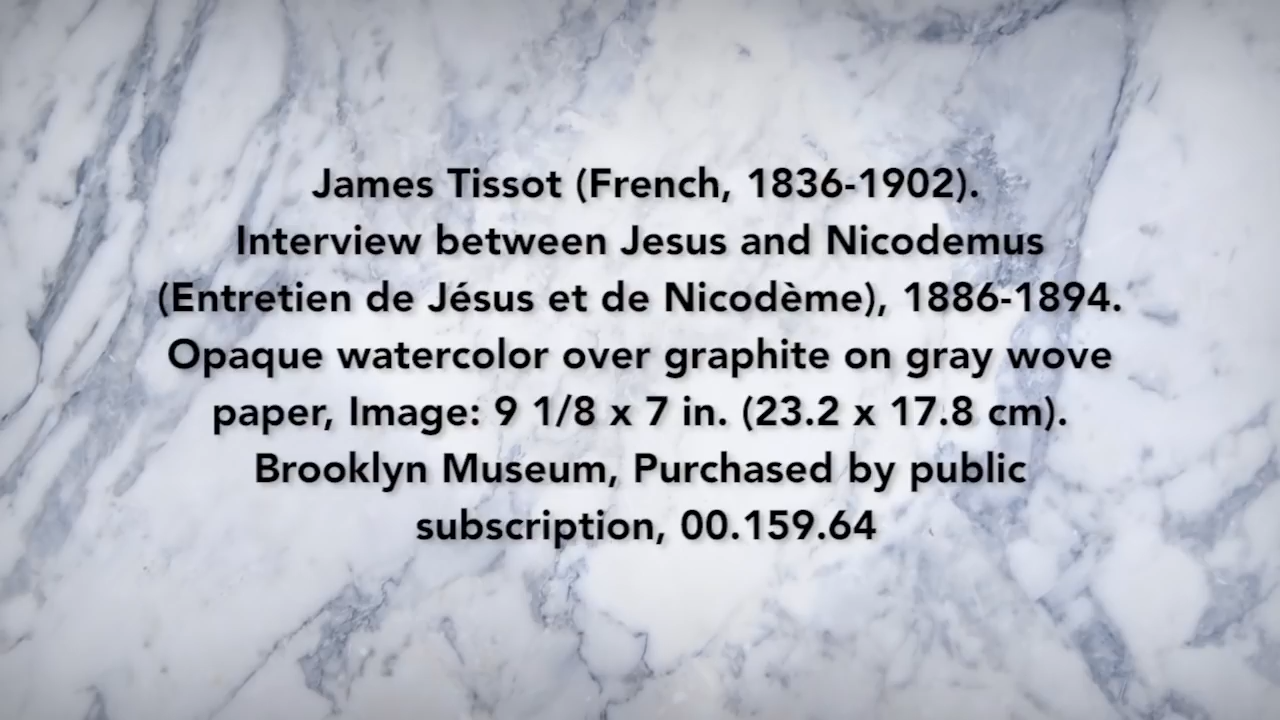 James Tissot (French, 1836-1902).
Interview between Jesus and Nicodemus
(Entretien de Jésus et de Nicodème), 1886-1894.
Opaque watercolor over graphite on gray wove
paper, Image: 9 1/8 x 7 in. (23.2 x 17.8 cm).
Brooklyn Museum, Purchased by public
subscription, 00.159.64